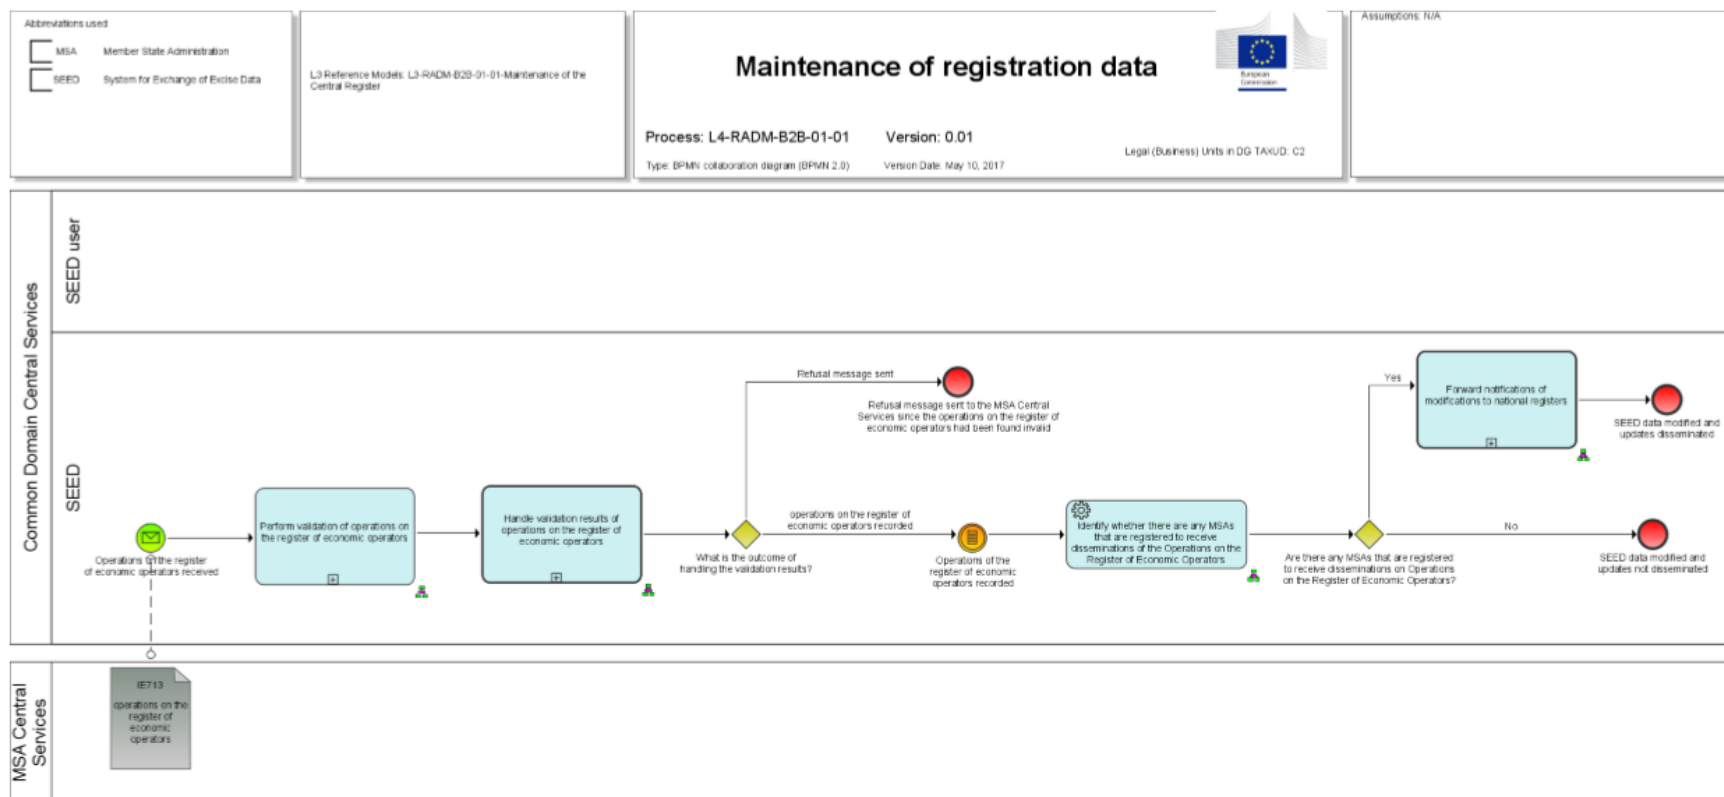 Abbreviations used
MSA Member State Administration
SEED System for Exchange of Excise Data
L3 Reference Models: L3-RADM-B2B-01-01-Maintenance of the
Central Register
Maintenance of registration data
European
Commission
Process: L4-RADM-B2B-01-01 Version: 0.01
Type: BPMN collaboration diagram (BPMN 2.0) Version Date: May 10, 2017
Legal (Business) Units in DG TAXUD: C2
Assumptions: N/A
Common Domain Central Services
SEED user
SEED
Operations on the register
of economic operators received
Perform validation of operations on
the register of economic operators
Handle validation results of
operations on the register of
economic operators
What is the outcome of
handling the validation results?
Refusal message sent
Refusal message sent to the MSA Central
Services since the operations on the register of
economic operators had been found invalid
operations on the register of
economic operators recorded
Operations of the
register of economic
operators recorded
Identify whether there are any MSAs
that are registered to receive
disseminations of the Operations on the
Register of Economic Operators
Are there any MSAs that are registered
to receive disseminations on Operations
on the Register of Economic Operators?
Yes
Forward notifications of
modifications to national registers
SEED data modified and
updates disseminated
No
SEED data modified and
updates not disseminated
MSA Central
Services
IE713
operations on the
register of
economic
operators